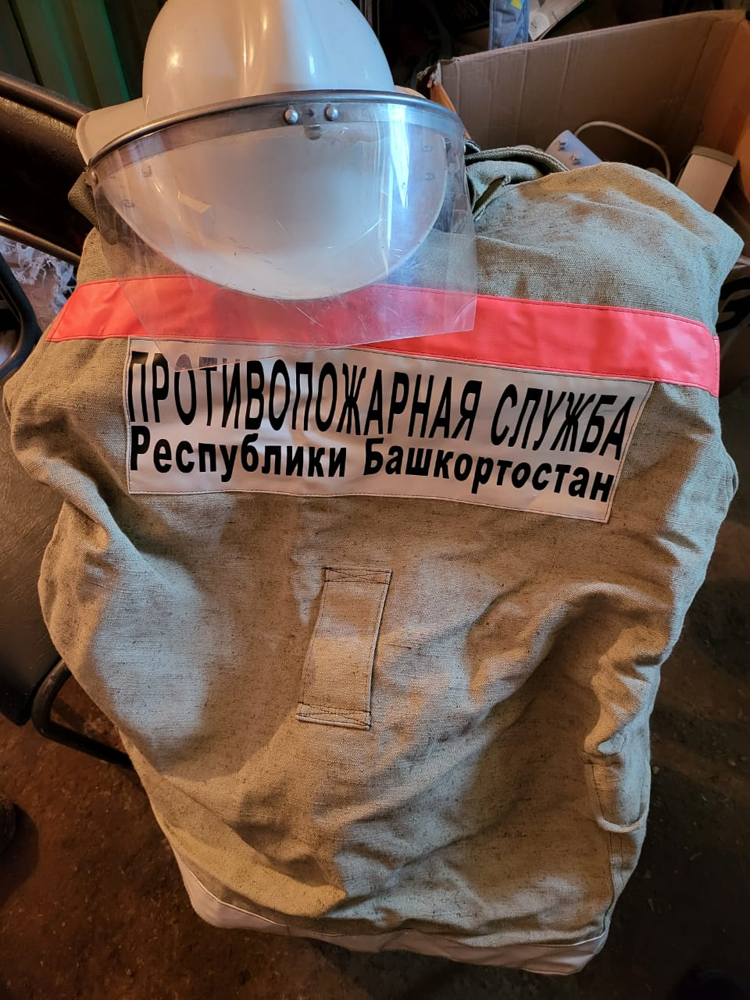 ПРОТИВОПОЖАРНАЯ СЛУЖБА
Республики Башкортостан